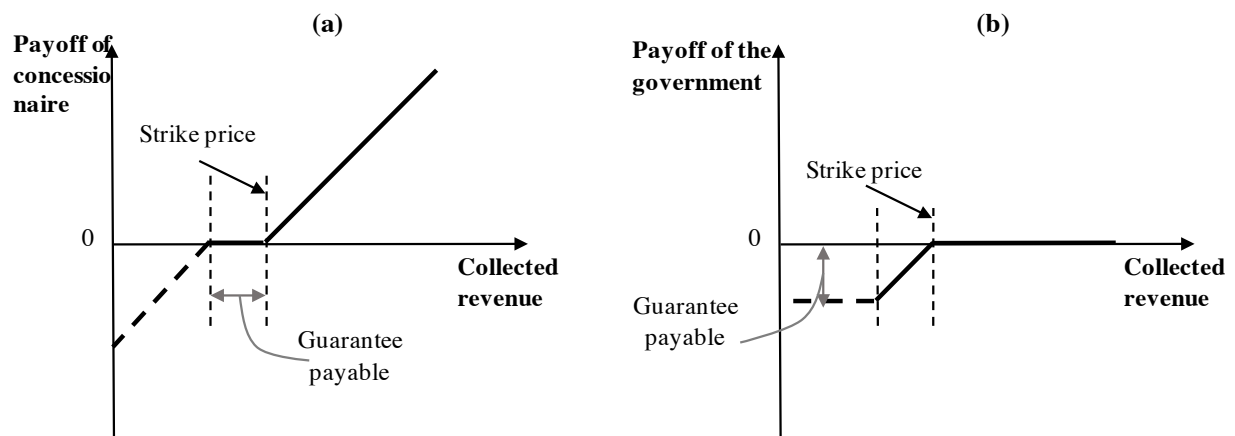 (a)
Payoff of
concessio
naire
Strike price
0
Collected
revenue
Guarantee
payable
(b)
Payoff of the
government
Strike price
0
Collected
revenue
Guarantee
payable